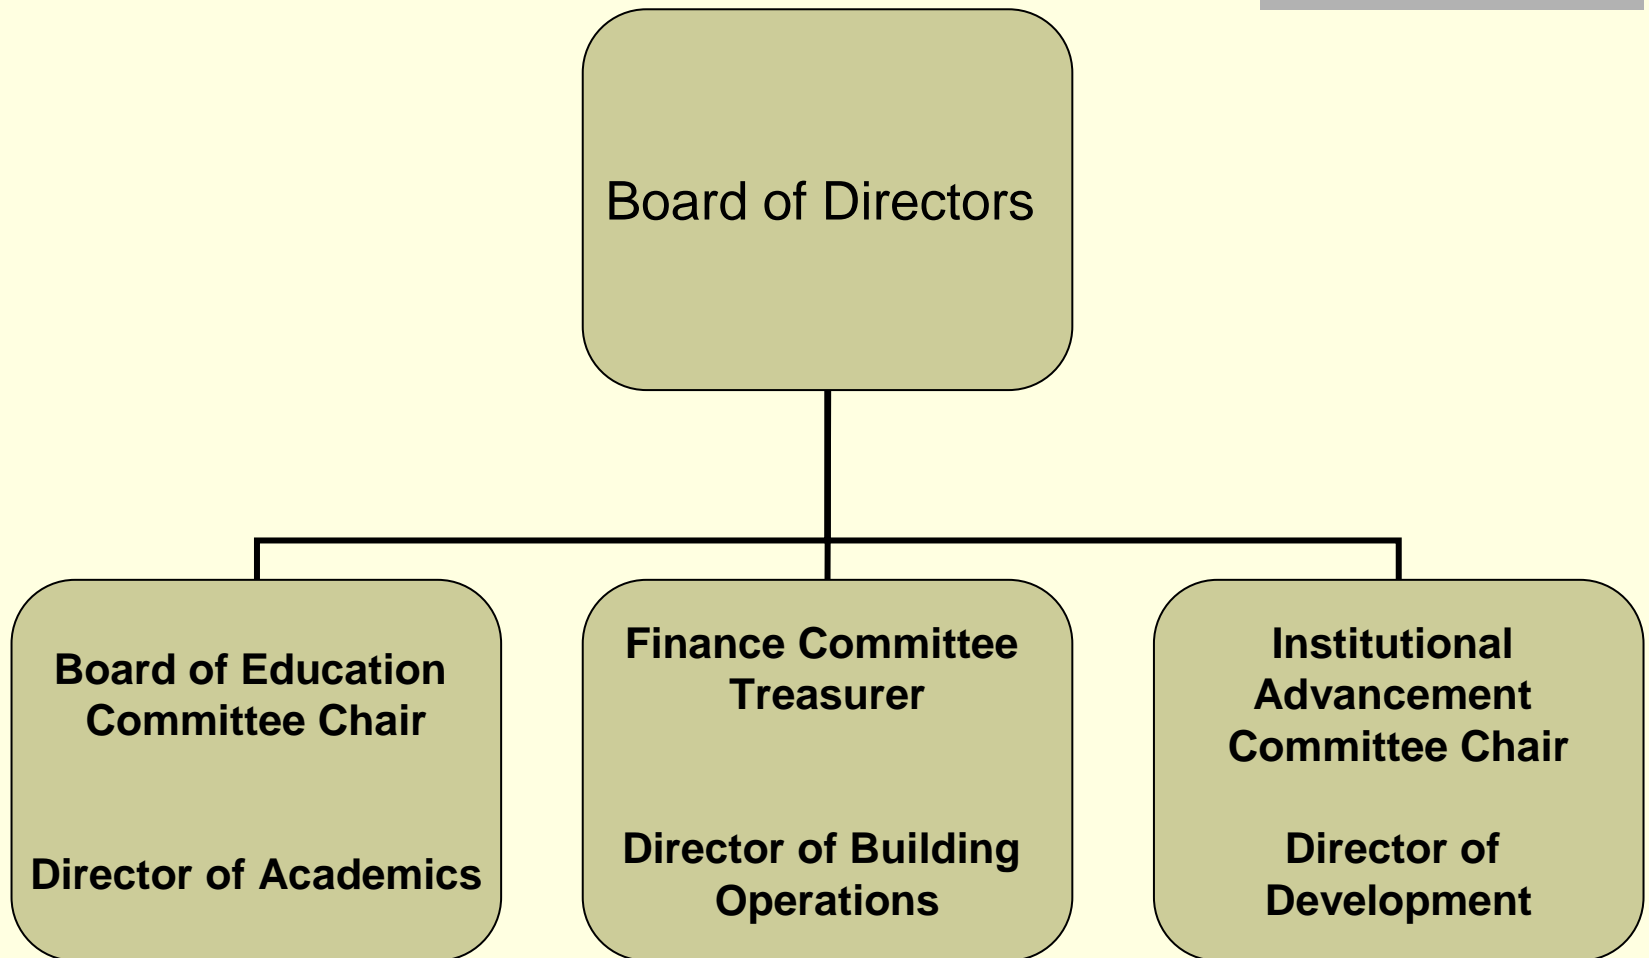 Board of Directors
Board of Education
Committee Chair
Director of Academics
Finance Committee
Treasurer
Director of Building
Operations
Institutional
Advancement
Committee Chair
Director of
Development